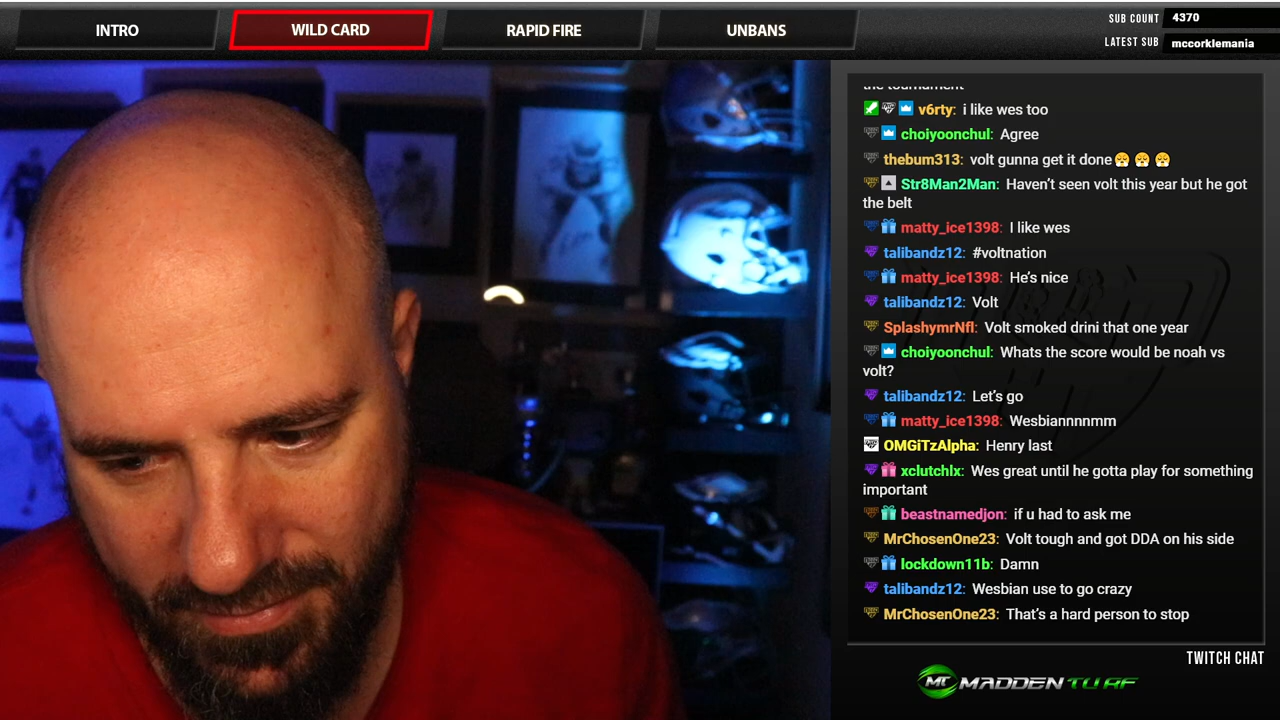 INTRO
WILD CARD
RAPID FIRE
UNBANS
SUB COUNT 4370
LATEST SUB mccorklemania
the tournament
v6rty: i like wes too
choiyoonchul: Agree
thebum313: volt gunna get it done😤 😤 😤
Str8Man2Man: Haven't seen volt this year but he got
the belt
matty_ice1398: I like wes
talibandz12: #voltnation
matty_ice1398: He's nice
talibandz12: Volt
SplashymrNfl: Volt smoked drini that one year
choiyoonchul: Whats the score would be noah vs
volt?
talibandz12: Let's go
matty_ice1398: Wesbiannnnmm
OMGiTzAlpha: Henry last
xclutchlx: Wes great until he gotta play for something
important
beastnamedjon: if u had to ask me
MrChosenOne23: Volt tough and got DDA on his side
lockdown11b: Damn
talibandz12: Wesbian use to go crazy
MrChosenOne23: That's a hard person to stop
TWITCH CHAT
MT MADDEN TURF